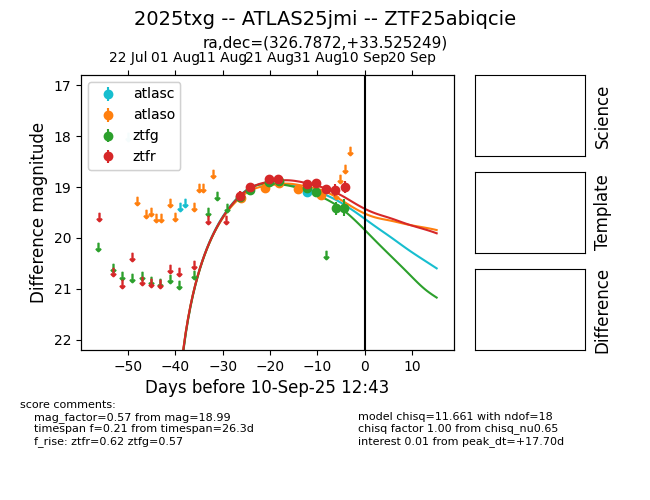 2025txg -- ATLAS25jmi -- ZTF25abiqcie
ra,dec=(326.7872,+33.525249)
22 Jul 01 Aug 11 Aug 21 Aug 31 Aug 10 Sep 20 Sep
atlasc
atlaso
ztfg
ztfr
17
18
19
20
21
22
Difference magnitude
−50 −40 −30 −20 −10 0 10
Days before 10-Sep-25 12:43
Science
Template
Difference
score comments:
mag_factor=0.57 from mag=18.99
timespan f=0.21 from timespan=26.3d
f_rise: ztfr=0.62 ztfg=0.57
model chisq=11.661 with ndof=18
chisq factor 1.00 from chisq_nu0.65
interest 0.01 from peak_dt=+17.70d